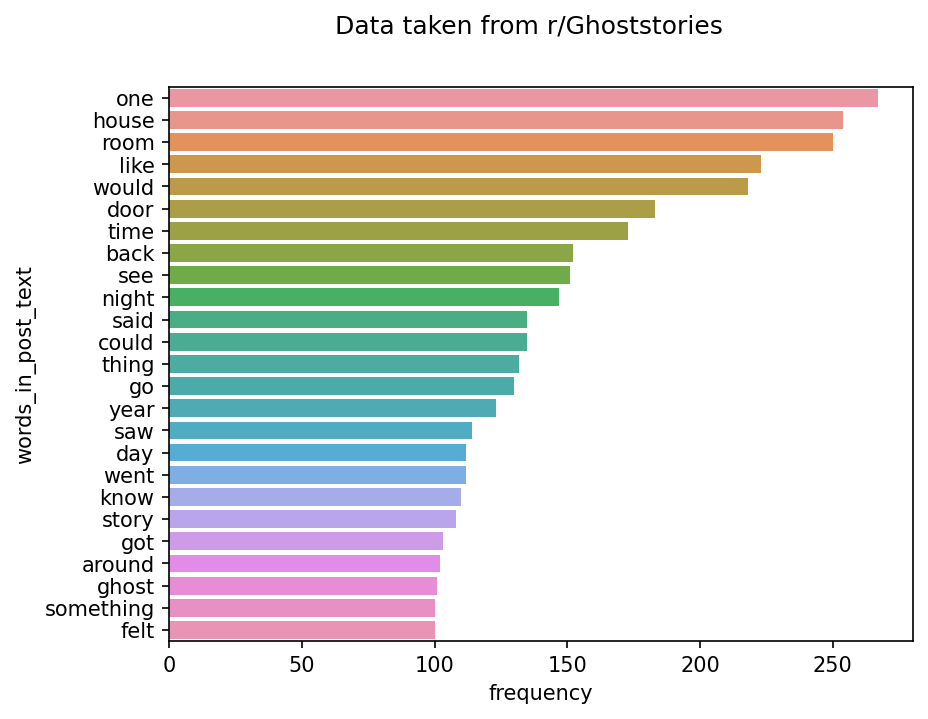 Data taken from r/Ghoststories
words_in_post_text
one
house
room
like
would
door
time
back
see
night
said
could
thing
go
year
saw
day
went
know
story
got
around
ghost
something
felt
0 50 100 150 200 250
frequency